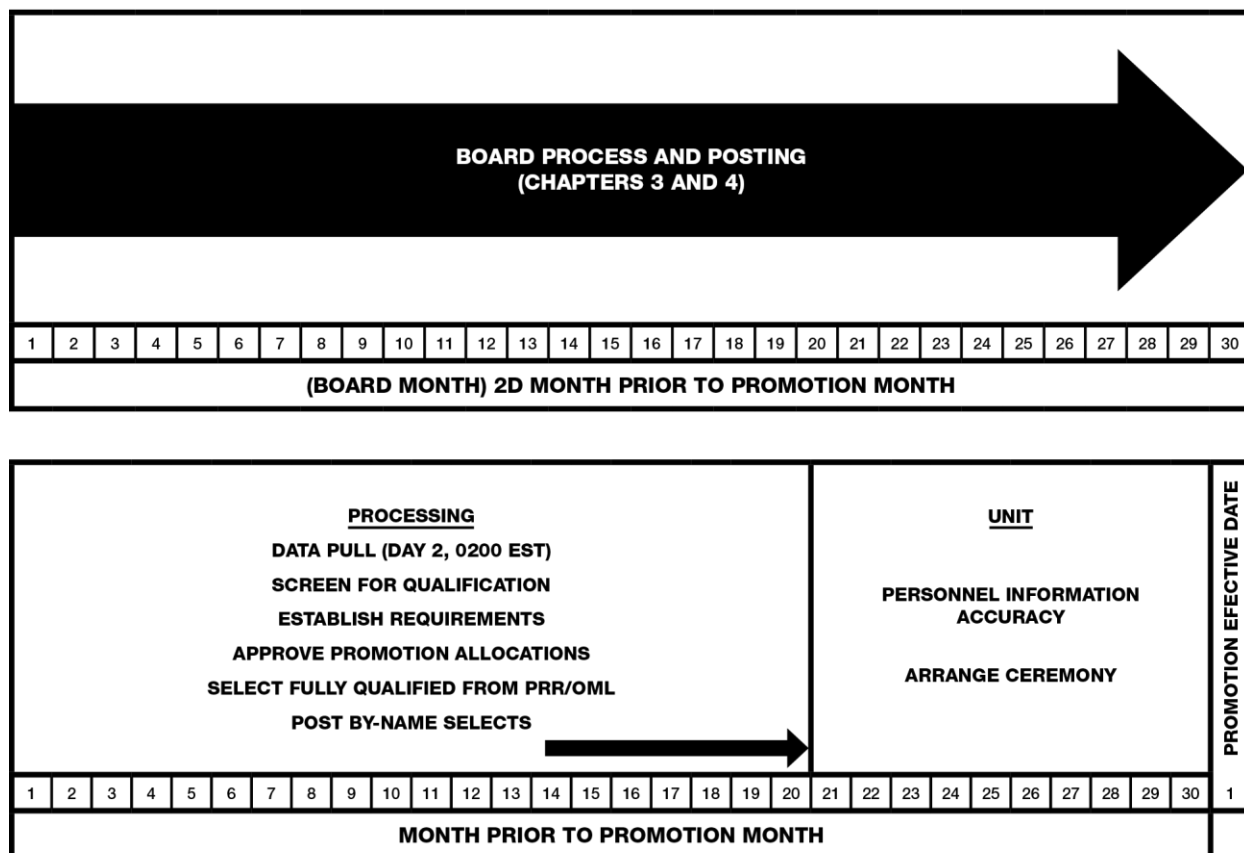 BOARD PROCESS AND POSTING
(CHAPTERS 3 AND 4)
1 2 3 4 5 6 7 8 9 10 11 12 13 14 15 16 17 18 19 20 21 22 23 24 25 26 27 28 29 30
(BOARD MONTH) 2D MONTH PRIOR TO PROMOTION MONTH
PROCESSING
DATA PULL (DAY 2, 0200 EST)
SCREEN FOR QUALIFICATION
ESTABLISH REQUIREMENTS
APPROVE PROMOTION ALLOCATIONS
SELECT FULLY QUALIFIED FROM PRR/OML
POST BY-NAME SELECTS
UNIT
PERSONNEL INFORMATION
ACCURACY
ARRANGE CEREMONY
PROMOTION EFECTIVE DATE
1 2 3 4 5 6 7 8 9 10 11 12 13 14 15 16 17 18 19 20 21 22 23 24 25 26 27 28 29 30 1
MONTH PRIOR TO PROMOTION MONTH